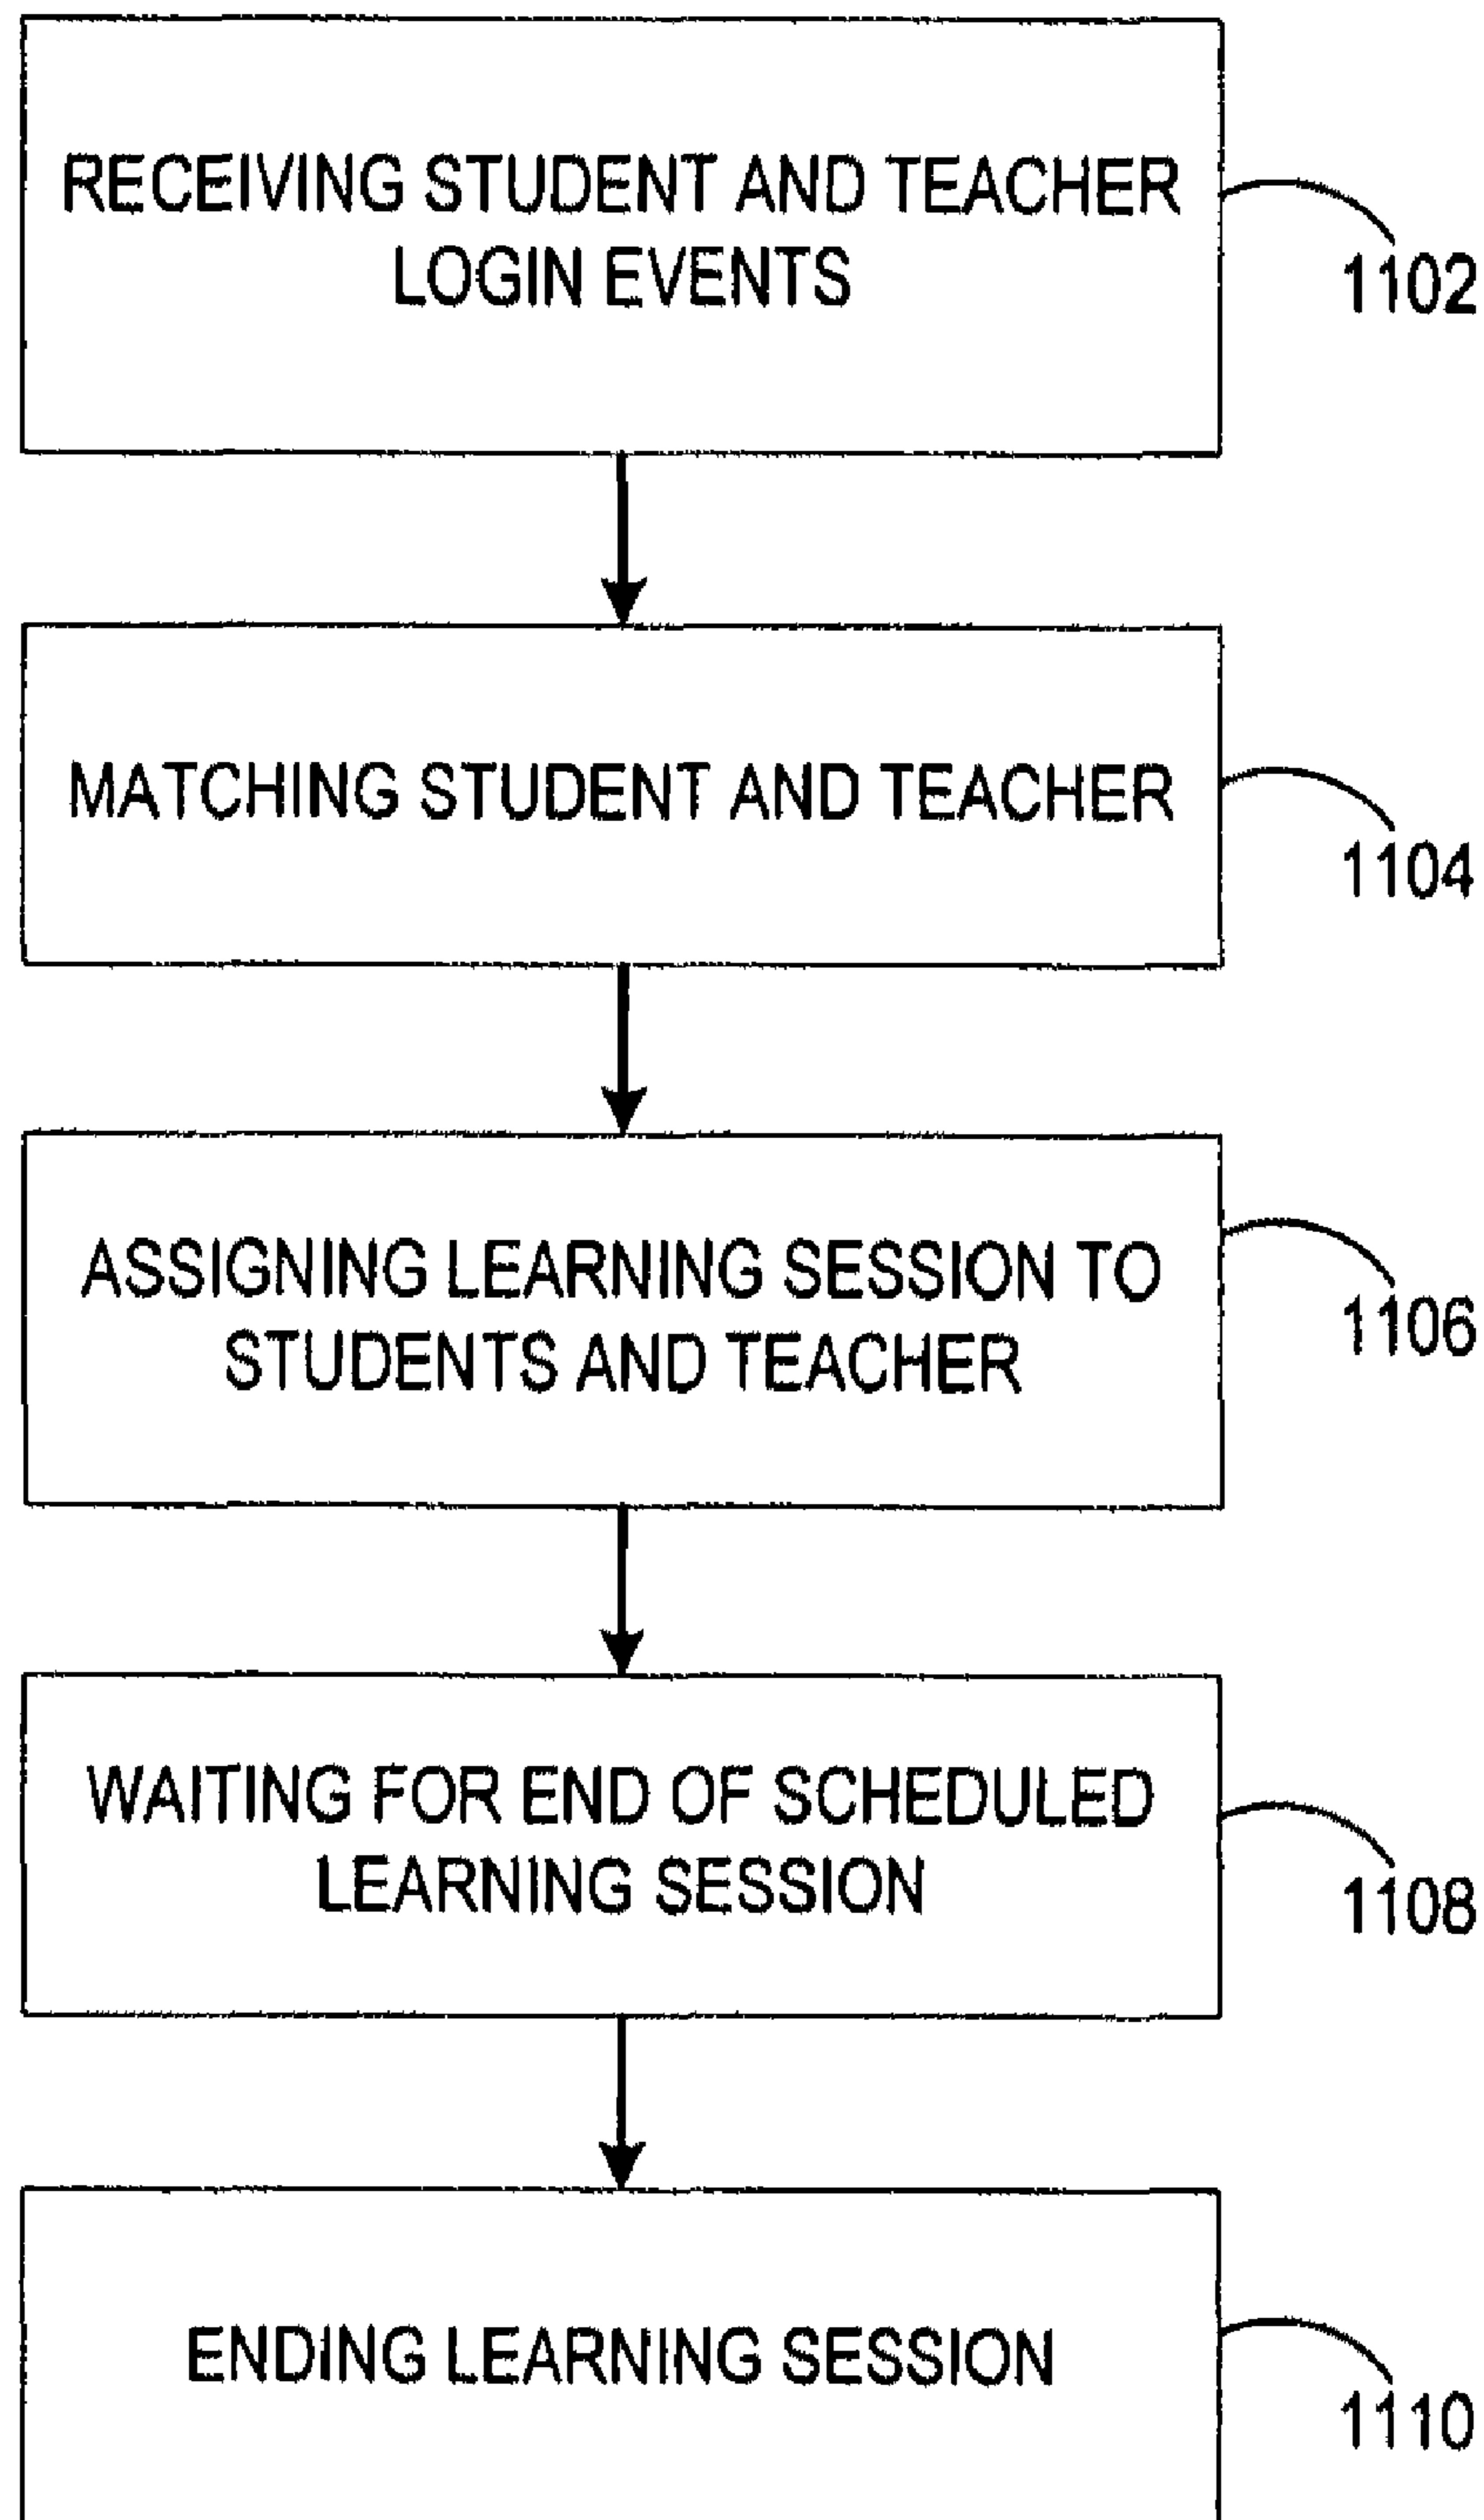 RECEIVING STUDENT AND TEACHER
LOGIN EVENTS
1102
MATCHING STUDENT AND TEACHER
1104
ASSIGNING LEARNING SESSION TO
STUDENTS AND TEACHER
1106
WAITING FOR END OF SCHEDULED
LEARNING SESSION
1108
ENDING LEARNING SESSION
1110